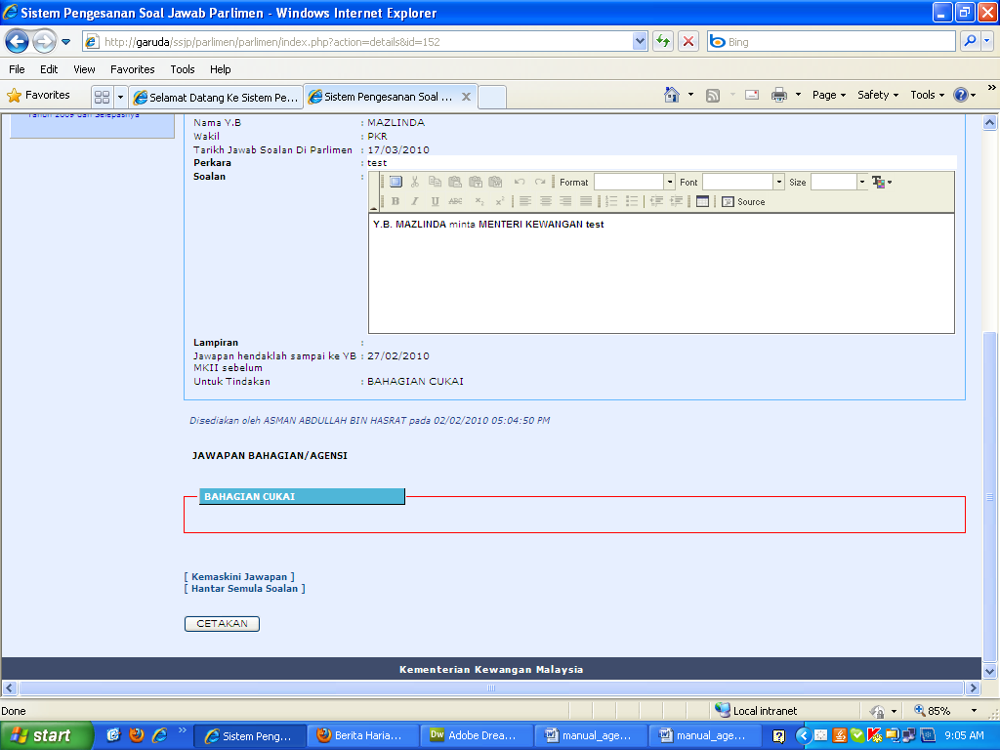 Sistem Pengesanan Soal Jawab Parlimen - Windows Internet Explorer
http://garuda/ssjp/parlimen/parlimen/index.php?action=details&id=152
Bing
File Edit View Favorites Tools Help
Favorites
Selamat Datang Ke Sistem Pe...
Sistem Pengesanan Soal ...
Page Safety Tools
Tahun 2009 dan Selepasnya
Nama Y.B : MAZLINDA
Wakil : PKR
Tarikh Jawab Soalan Di Parlimen : 17/03/2010
Perkara : test
Soalan :
Format Font Size
Source
Y.B. MAZLINDA minta MENTERI KEWANGAN test
Lampiran :
Jawapan hendaklah sampai ke YB : 27/02/2010
MKII sebelum
Untuk Tindakan : BAHAGIAN CUKAI
Disediakan oleh ASMAN ABDULLAH BIN HASRAT pada 02/02/2010 05:04:50 PM
JAWAPAN BAHAGIAN/AGENSI
BAHAGIAN CUKAI
[ Kemaskini Jawapan ]
[ Hantar Semula Soalan ]
CETAKAN
Kementerian Kewangan Malaysia
Done
Local intranet
85%
start
Sistem Peng...
Berita Haria...
Adobe Drea...
manual_age...
manual_age...
9:05 AM